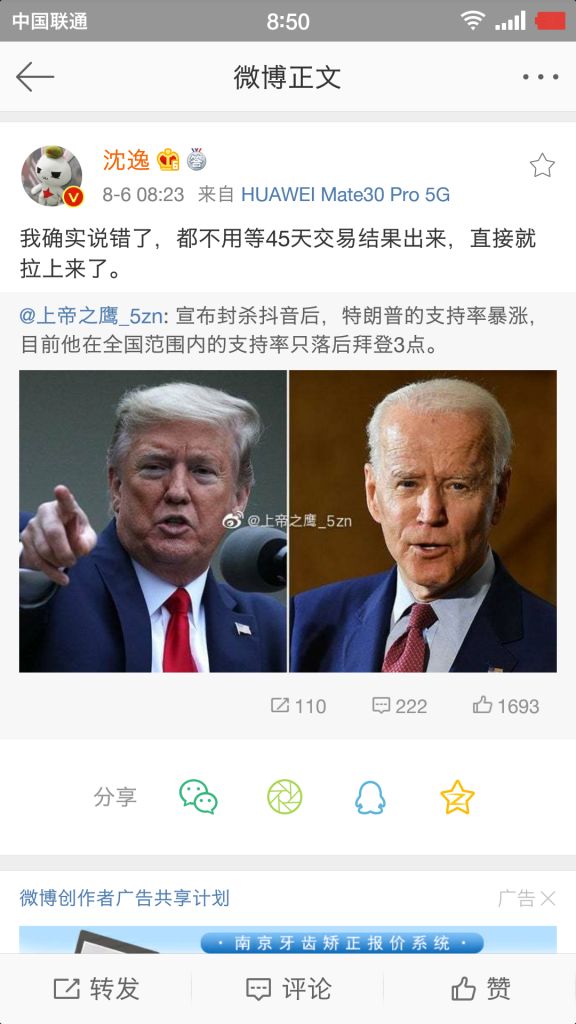 中国联通
8:50
微博正文
沈逸
8-6 08:23 来自 HUAWEI Mate30 Pro 5G
我确实说错了，都不用等45天交易结果出来，直接就
拉上来了。
@上帝之鹰_5zn: 宣布封杀抖音后，特朗普的支持率暴涨，
目前他在全国范围内的支持率只落后拜登3点。
@上帝之鹰_5zn
110 222 1693
分享
微博创作者广告共享计划
广告
· 南京牙齿矫正报价系统 ·
转发 评论 赞